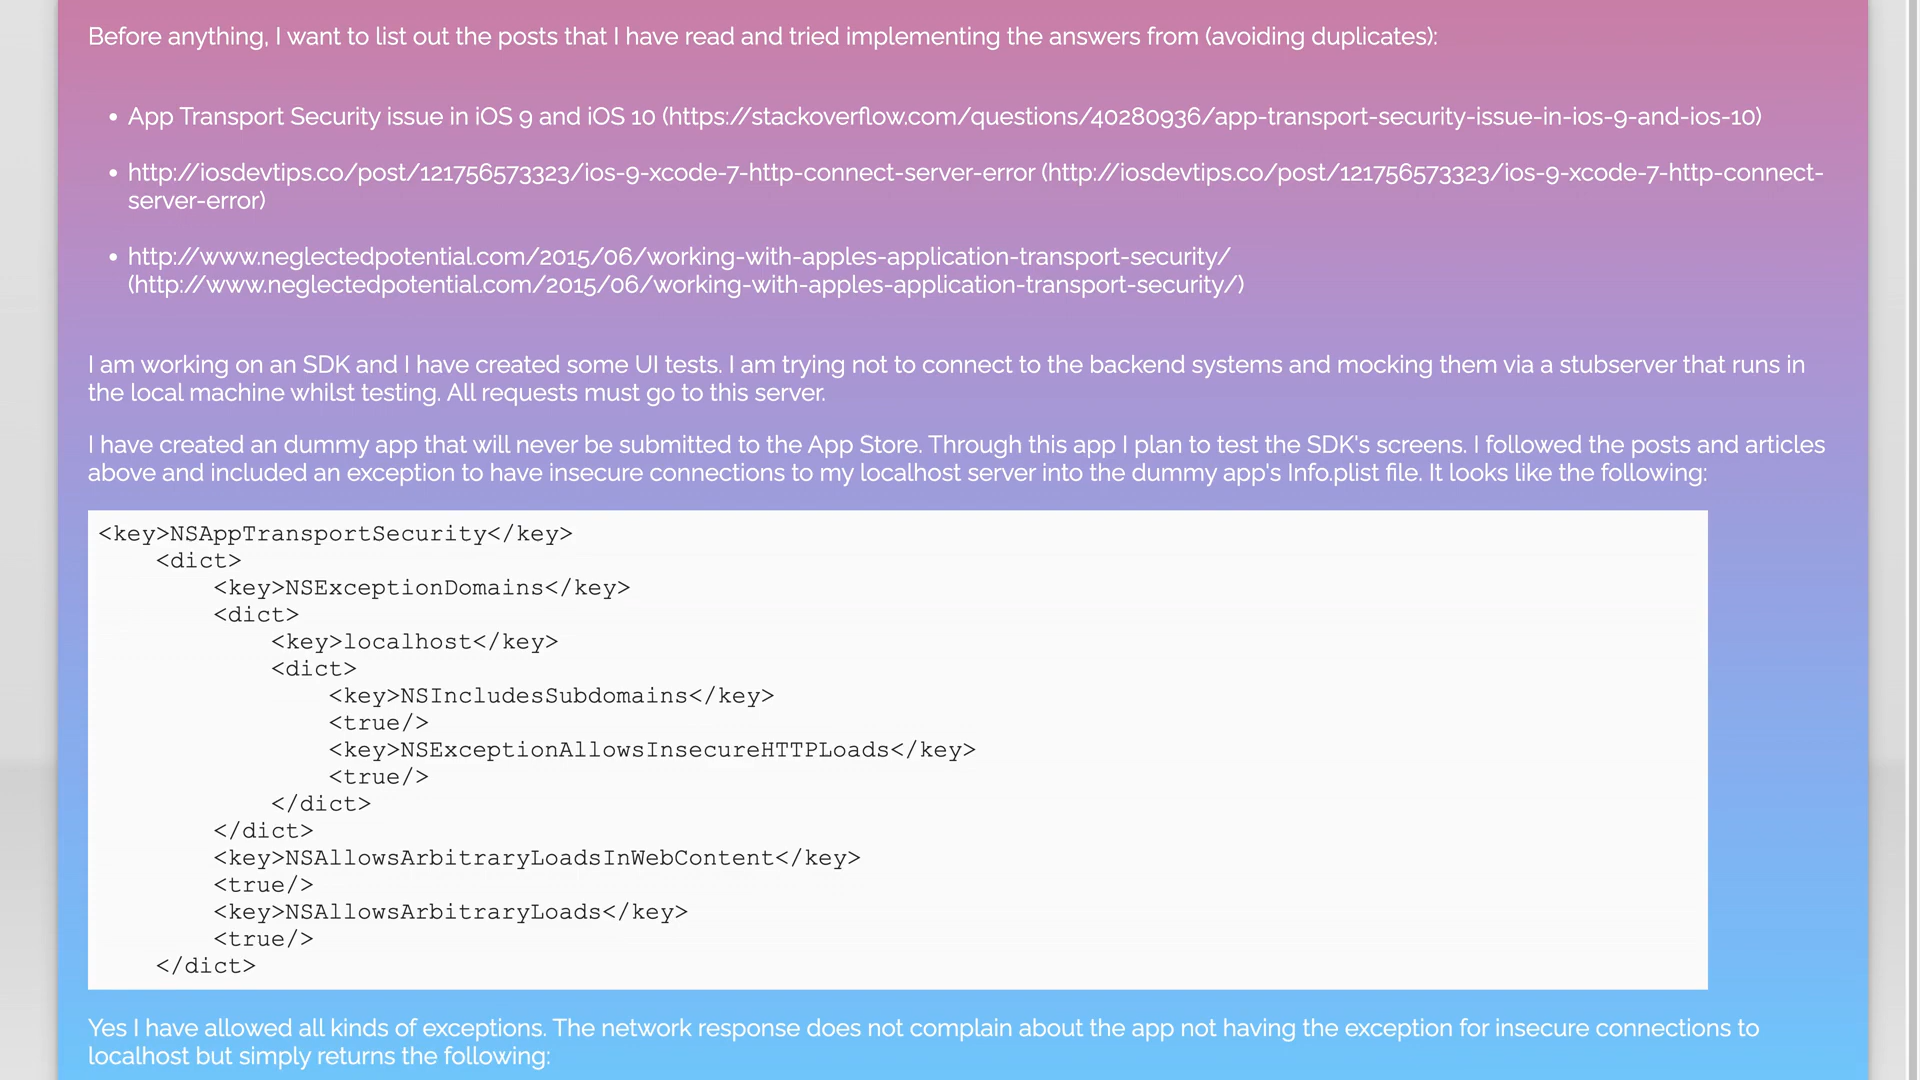 Before anything, I want to list out the posts that I have read and tried implementing the answers from (avoiding duplicates):
• App Transport Security issue in iOS 9 and iOS 10 (https://stackoverflow.com/questions/40280936/app-transport-security-issue-in-ios-9-and-ios-10)
• http://iosdevtips.co/post/121756573323/ios-9-xcode-7-http-connect-server-error (http://iosdevtips.co/post/121756573323/ios-9-xcode-7-http-connect-
server-error)
• http://www.neglectedpotential.com/2015/06/working-with-apples-application-transport-security/
(http://www.neglectedpotential.com/2015/06/working-with-apples-application-transport-security/)
I am working on an SDK and I have created some UI tests. I am trying not to connect to the backend systems and mocking them via a stubserver that runs in
the local machine whilst testing. All requests must go to this server.
I have created an dummy app that will never be submitted to the App Store. Through this app I plan to test the SDK's screens. I followed the posts and articles
above and included an exception to have insecure connections to my localhost server into the dummy app's Info.plist file. It looks like the following:
<key>NSAppTransportSecurity</key>
    <dict>
        <key>NSExceptionDomains</key>
        <dict>
            <key>localhost</key>
            <dict>
                <key>NSIncludesSubdomains</key>
                <true/>
                <key>NSExceptionAllowsInsecureHTTPLoads</key>
                <true/>
            </dict>
        </dict>
        <key>NSAllowsArbitraryLoadsInWebContent</key>
        <true/>
        <key>NSAllowsArbitraryLoads</key>
        <true/>
    </dict>
Yes I have allowed all kinds of exceptions. The network response does not complain about the app not having the exception for insecure connections to
localhost but simply returns the following: